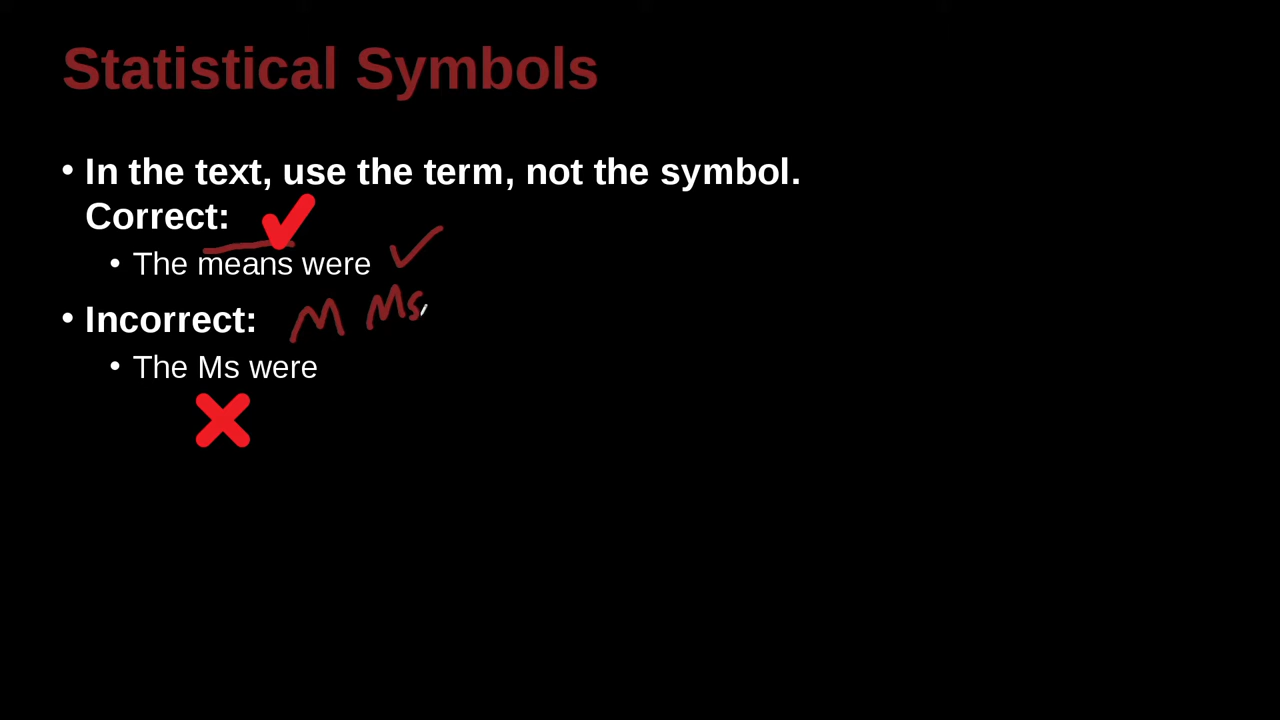 Statistical Symbols
• In the text, use the term, not the symbol.
Correct:
• The means were
• Incorrect: M Ms
• The Ms were